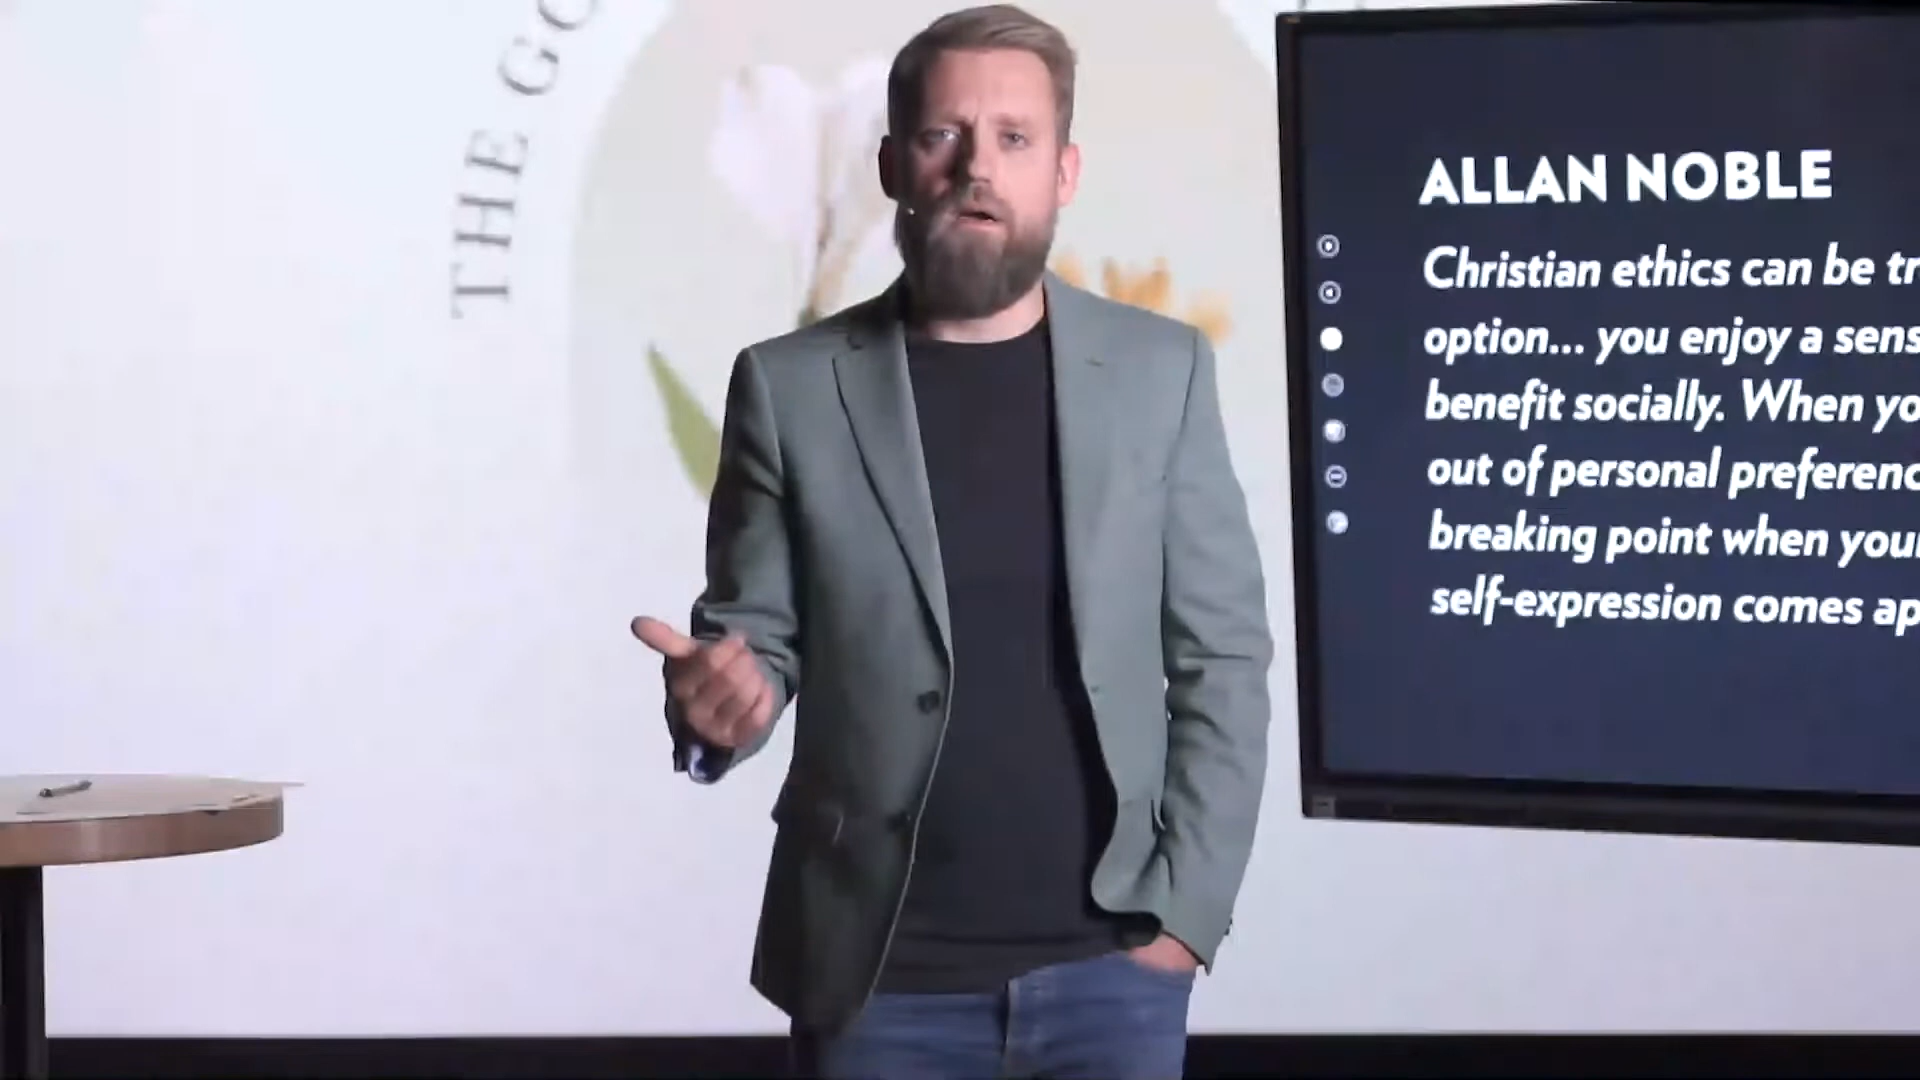 THE GO
ALLAN NOBLE
Christian ethics can be tr
option... you enjoy a sens
benefit socially. When yo
out of personal preferenc
breaking point when your
self-expression comes ap